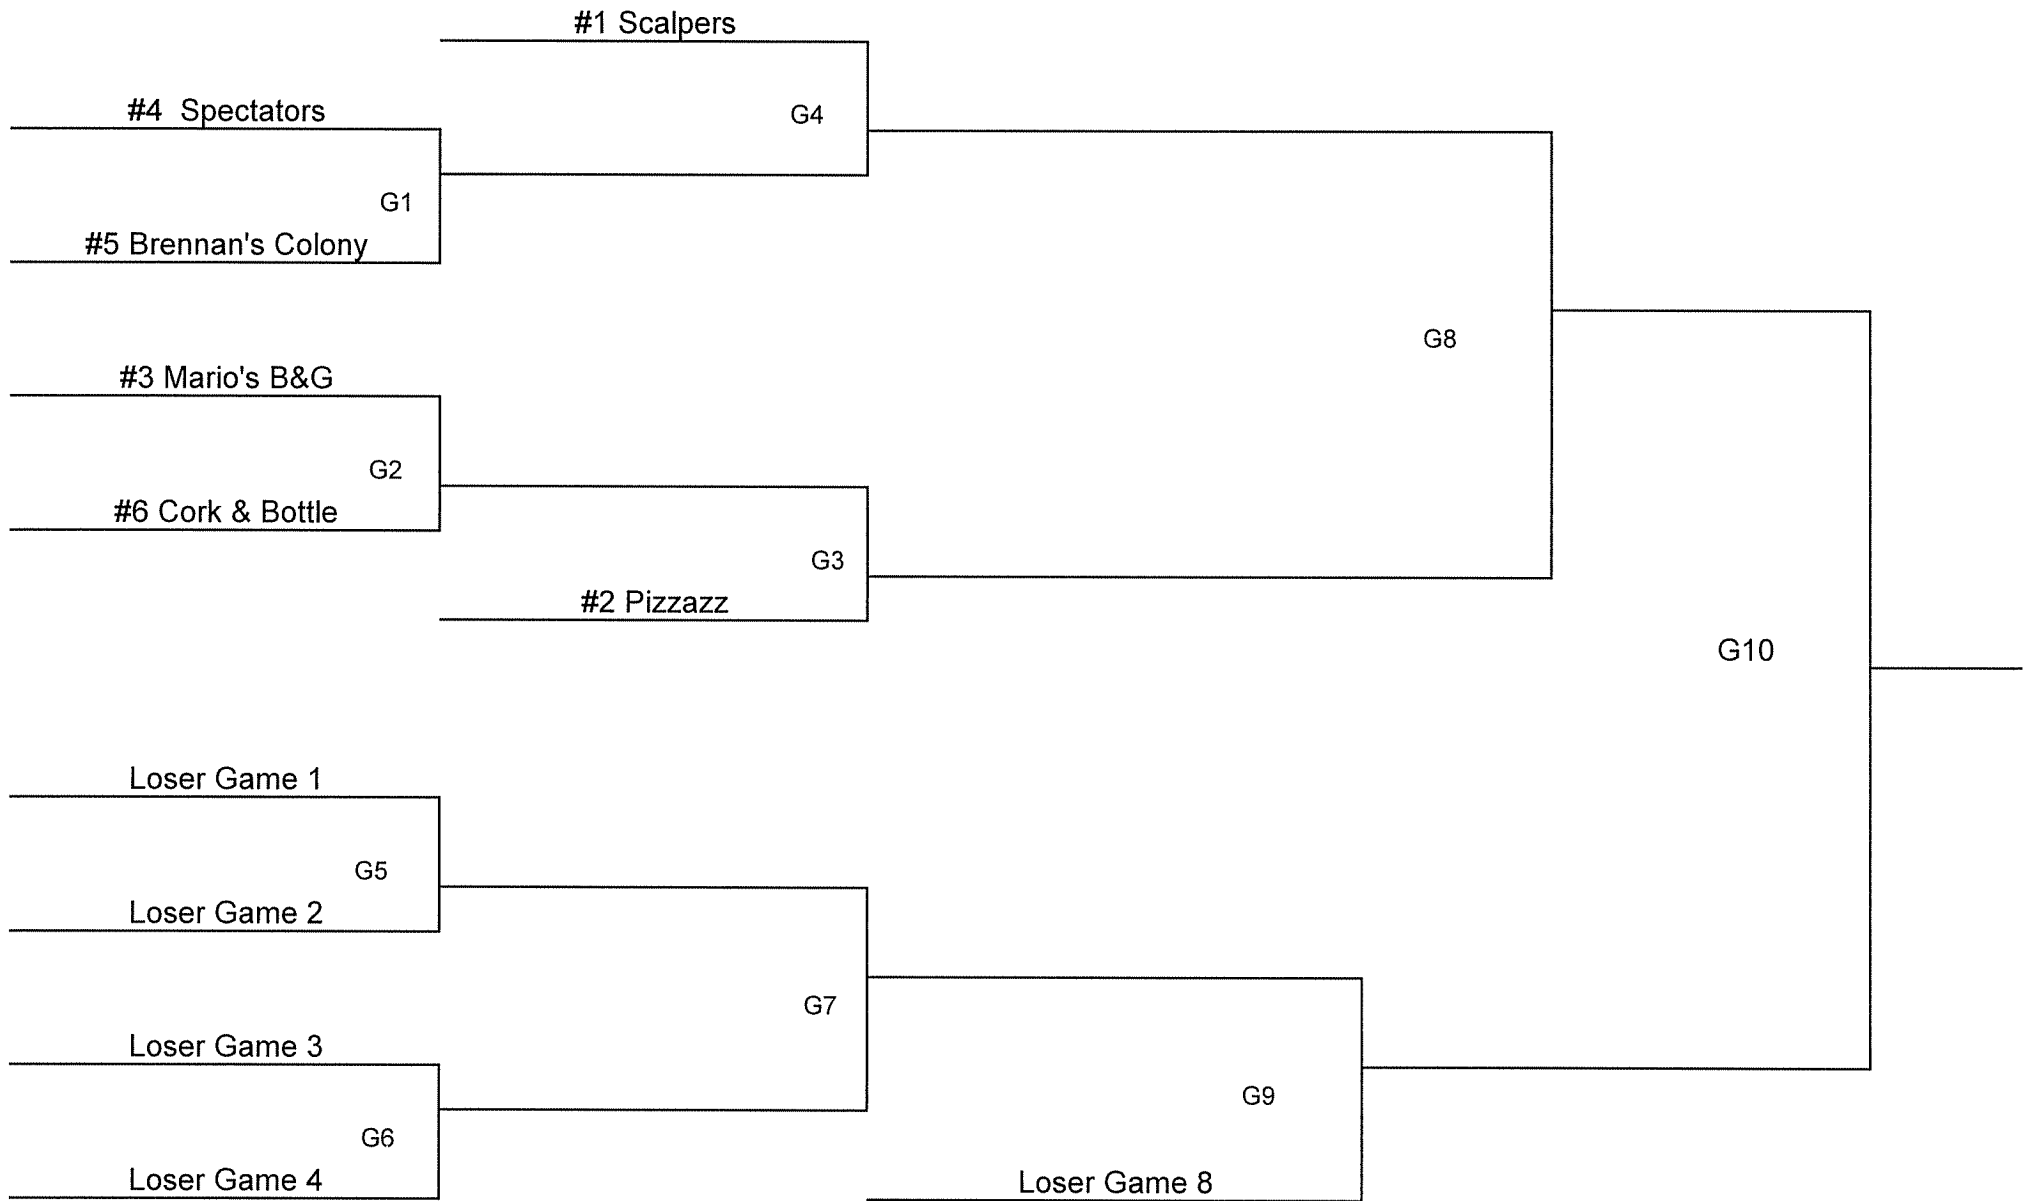 #1 Scalpers
#4 Spectators
G4
G1
#5 Brennan's Colony
G8
#3 Mario's B&G
G2
#6 Cork & Bottle
G3
#2 Pizzazz
G10
Loser Game 1
G5
Loser Game 2
G7
Loser Game 3
G9
G6
Loser Game 4
Loser Game 8